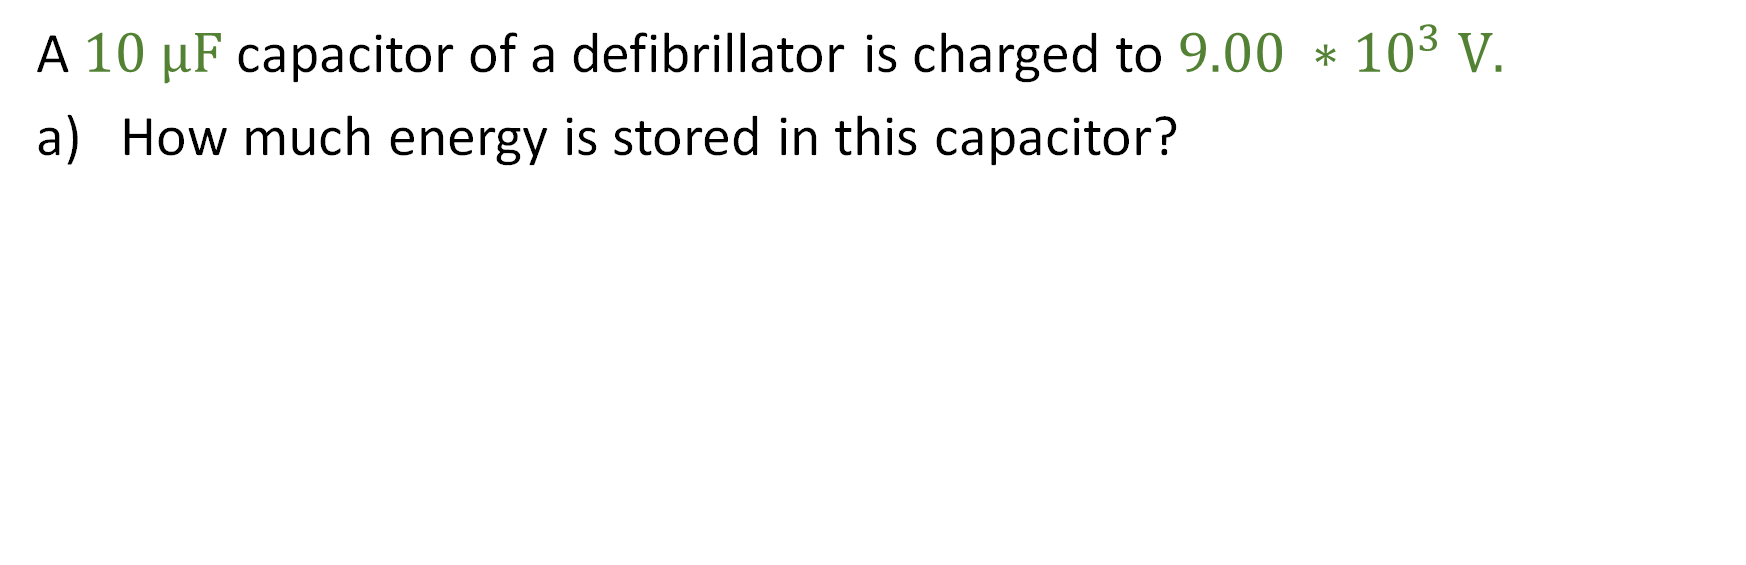 A 10 μF capacitor of a defibrillator is charged to 9.00 * 10³ V.
a) How much energy is stored in this capacitor?